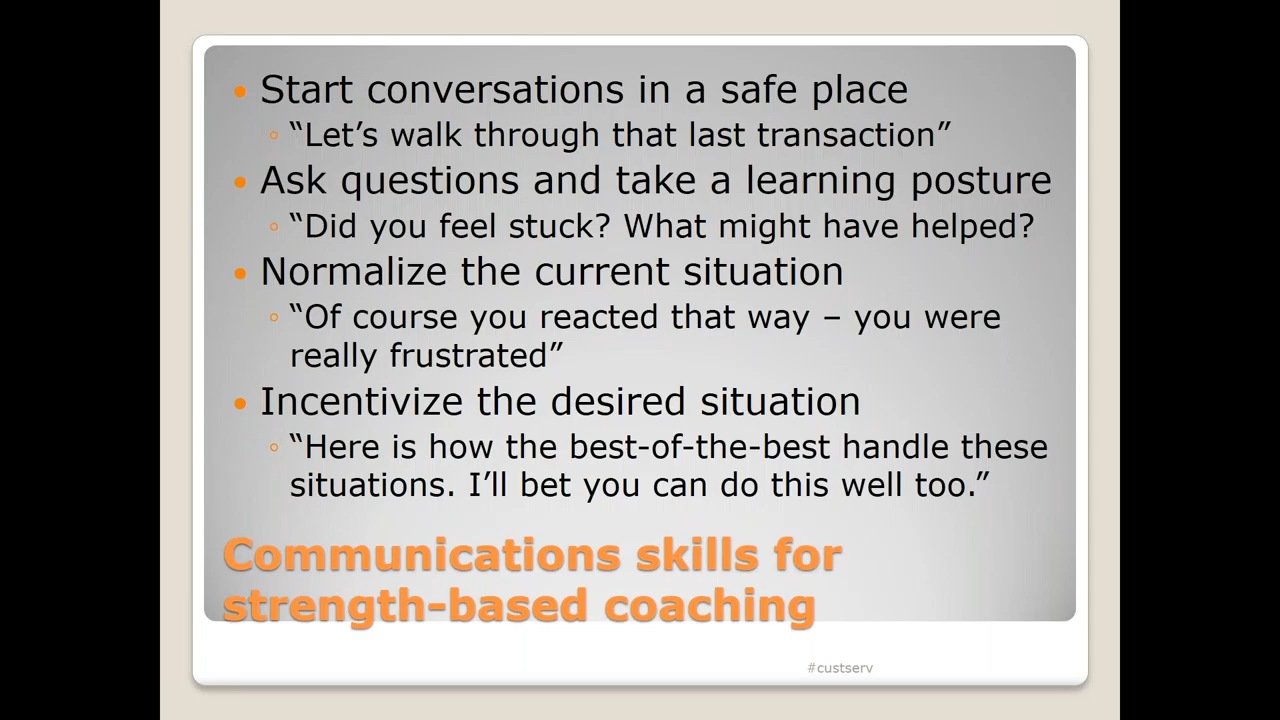 • Start conversations in a safe place
◦ “Let’s walk through that last transaction”
• Ask questions and take a learning posture
◦ “Did you feel stuck? What might have helped?
• Normalize the current situation
◦ “Of course you reacted that way – you were
really frustrated”
• Incentivize the desired situation
◦ “Here is how the best-of-the-best handle these
situations. I’ll bet you can do this well too.”
Communications skills for
strength-based coaching
#custserv